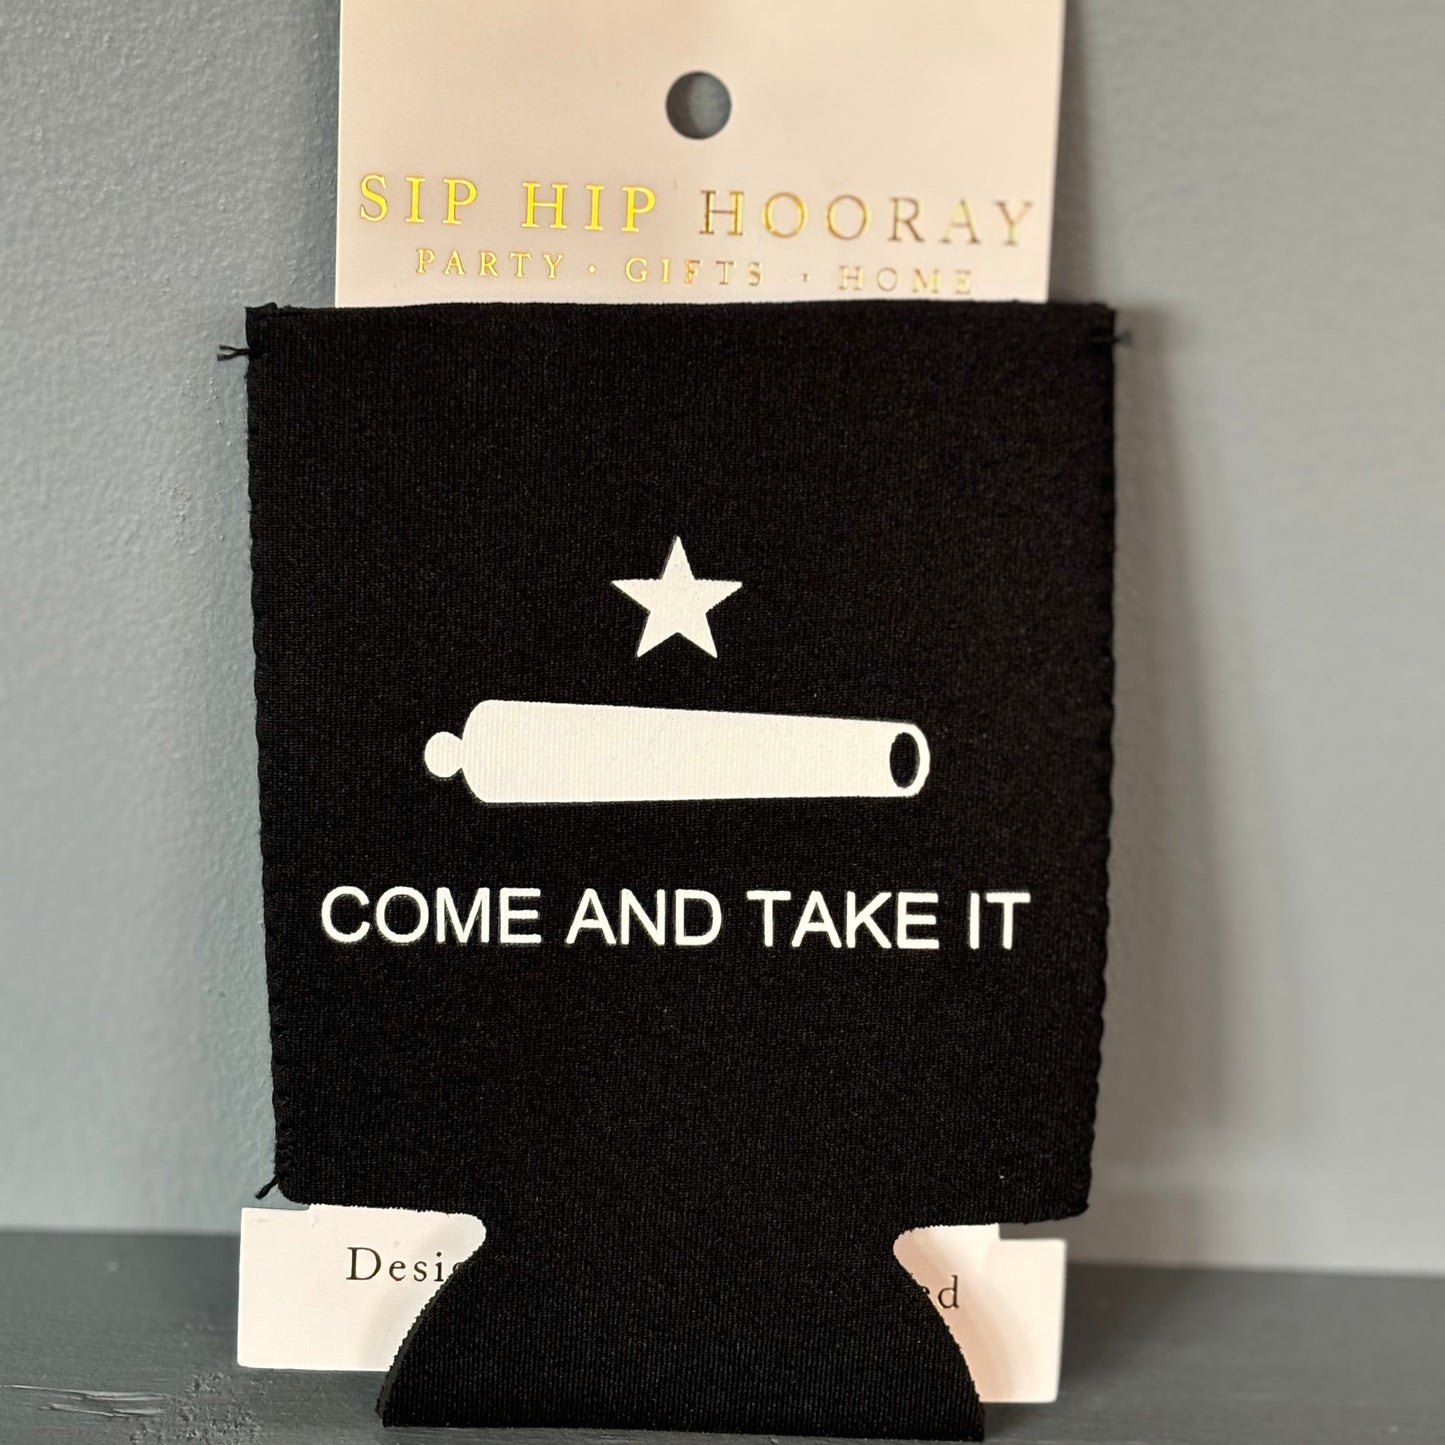 SIP HIP HOORAY
PARTY · GIFTS · HOME
COME AND TAKE IT